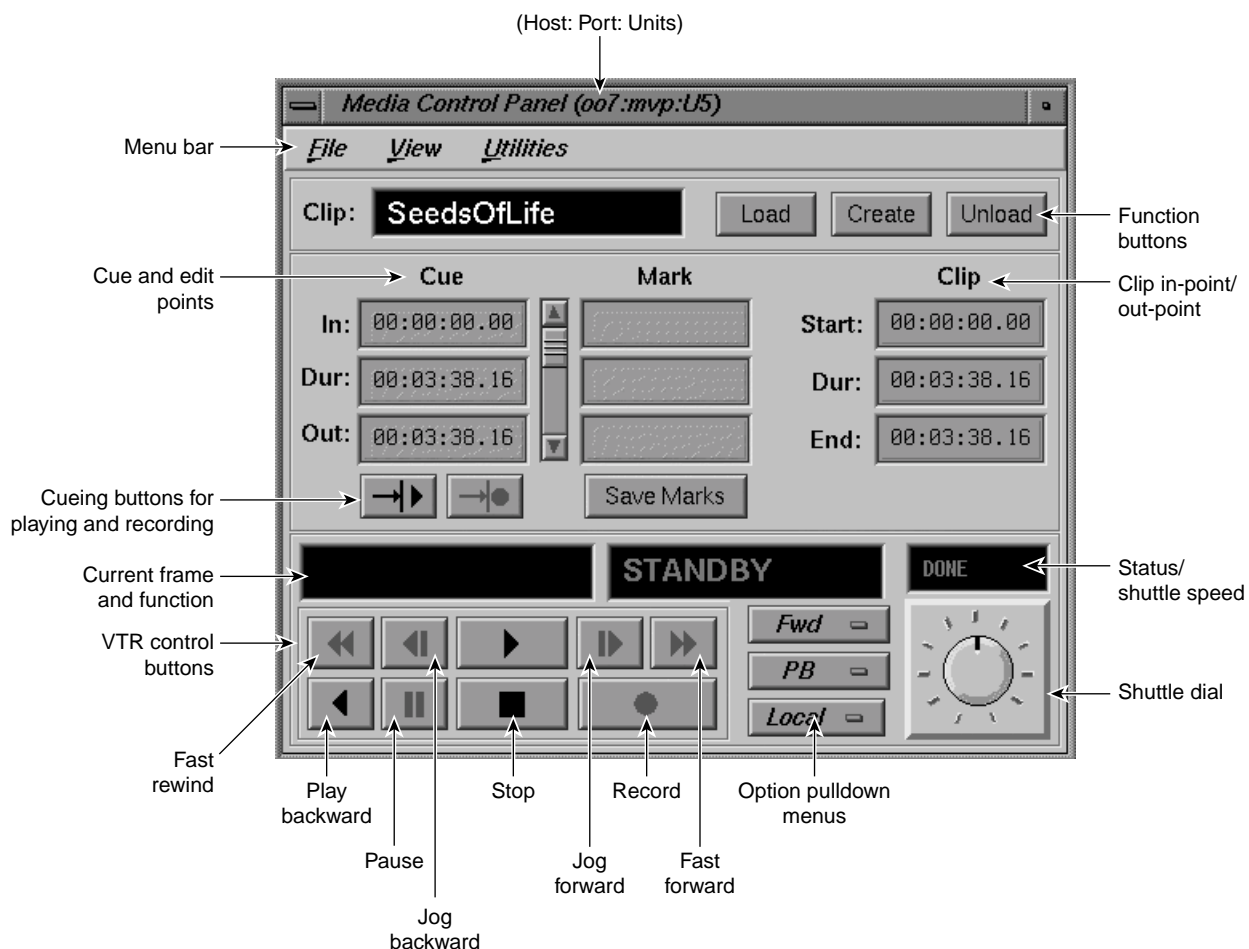 (Host: Port: Units)
Media Control Panel (oo7:mvp:U5)
Menu bar
File View Utilities
Clip: SeedsOfLife Load Create Unload
Function
buttons
Cue and edit
points
Cue Mark Clip
Clip in-point/
out-point
In: 00:00:00.00 Start: 00:00:00.00
Dur: 00:03:38.16 Dur: 00:03:38.16
Out: 00:03:38.16 End: 00:03:38.16
Cueing buttons for
playing and recording
Save Marks
Current frame
and function
STANDBY DONE
Status/
shuttle speed
VTR control
buttons
Fwd
PB
Local
Shuttle dial
Fast
rewind
Play
backward
Stop
Record
Option pulldown
menus
Pause
Jog
forward
Fast
forward
Jog
backward